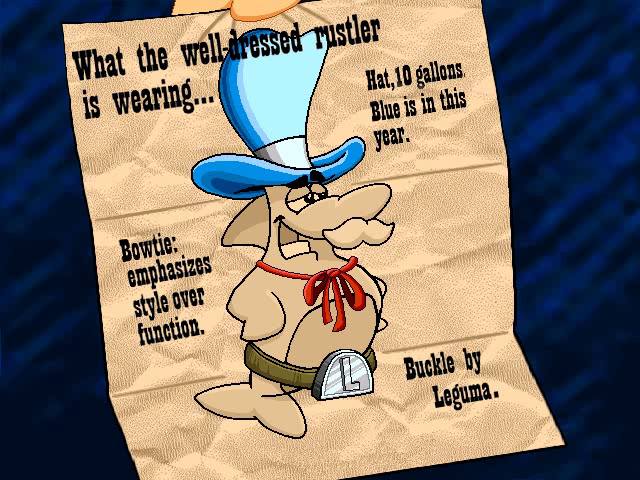 What the well-dressed rustler
is wearing...
Hat,10 gallons.
Blue is in this
year.
Bowtie:
emphasizes
style over
function.
L
Buckle by
Leguma.